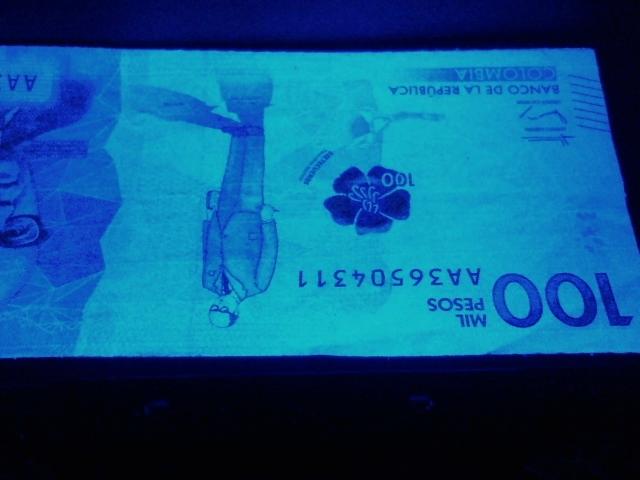 100 MIL
PESOS
AA36504311
100
BANCO DE LA REPÚBLICA
COLOMBIA